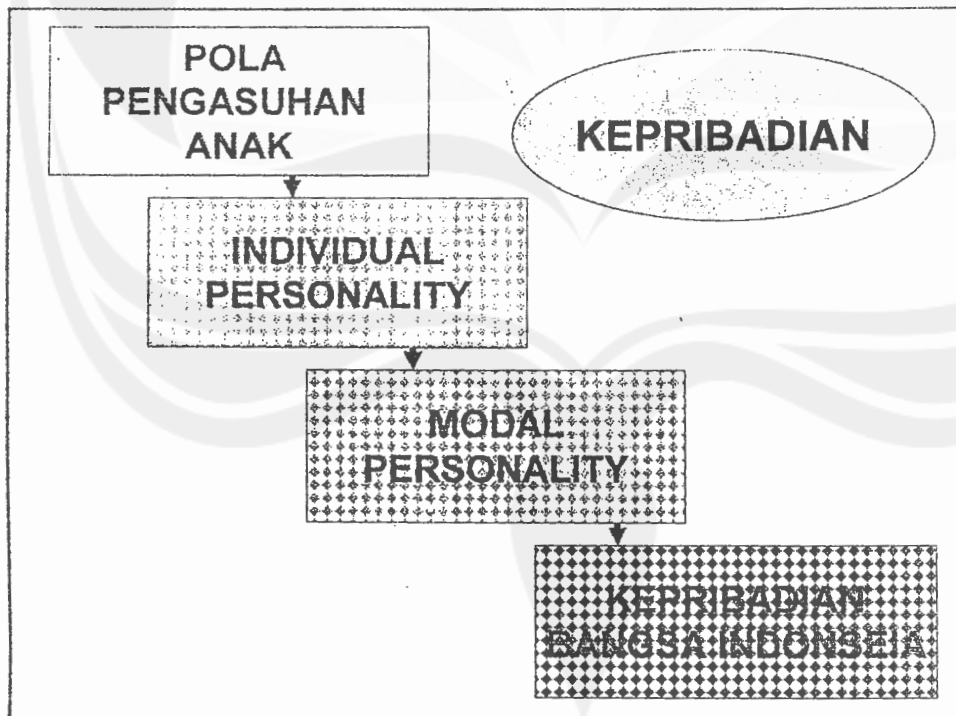 POLA
PENGASUHAN
ANAK
KEPRIBADIAN
INDIVIDUAL
PERSONALITY
MODAL
PERSONALITY
KEPRIBADIAN
BANGSA INDONSEIA